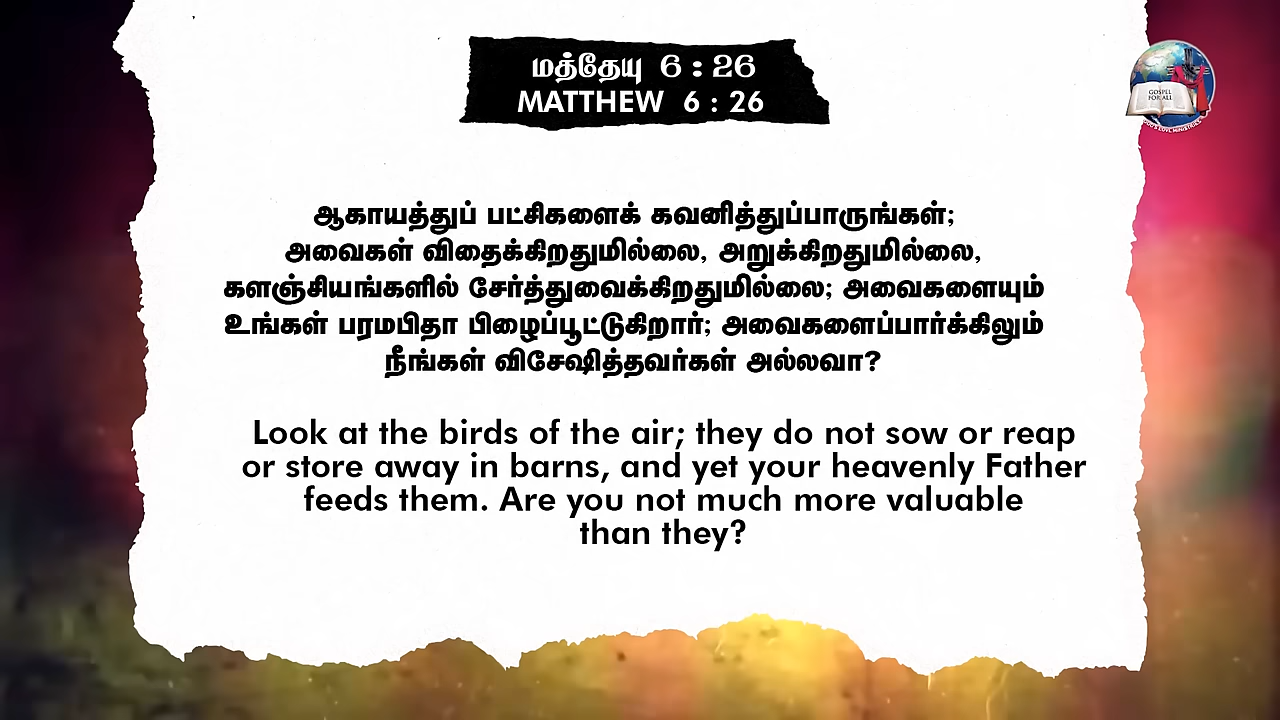 மத்தேயு 6 : 26
MATTHEW 6 : 26
GOSPEL
FOR ALL
ஆகாயத்துப் பட்சிகளைக் கவனித்துப்பாருங்கள்;
அவைகள் விதைக்கிறதுமில்லை, அறுக்கிறதுமில்லை,
களஞ்சியங்களில் சேர்த்துவைக்கிறதுமில்லை; அவைகளையும்
உங்கள் பரமபிதா பிழைப்பூட்டுகிறார்; அவைகளைப்பார்க்கிலும்
நீங்கள் விசேஷித்தவர்கள் அல்லவா?
Look at the birds of the air; they do not sow or reap
or store away in barns, and yet your heavenly Father
feeds them. Are you not much more valuable
than they?